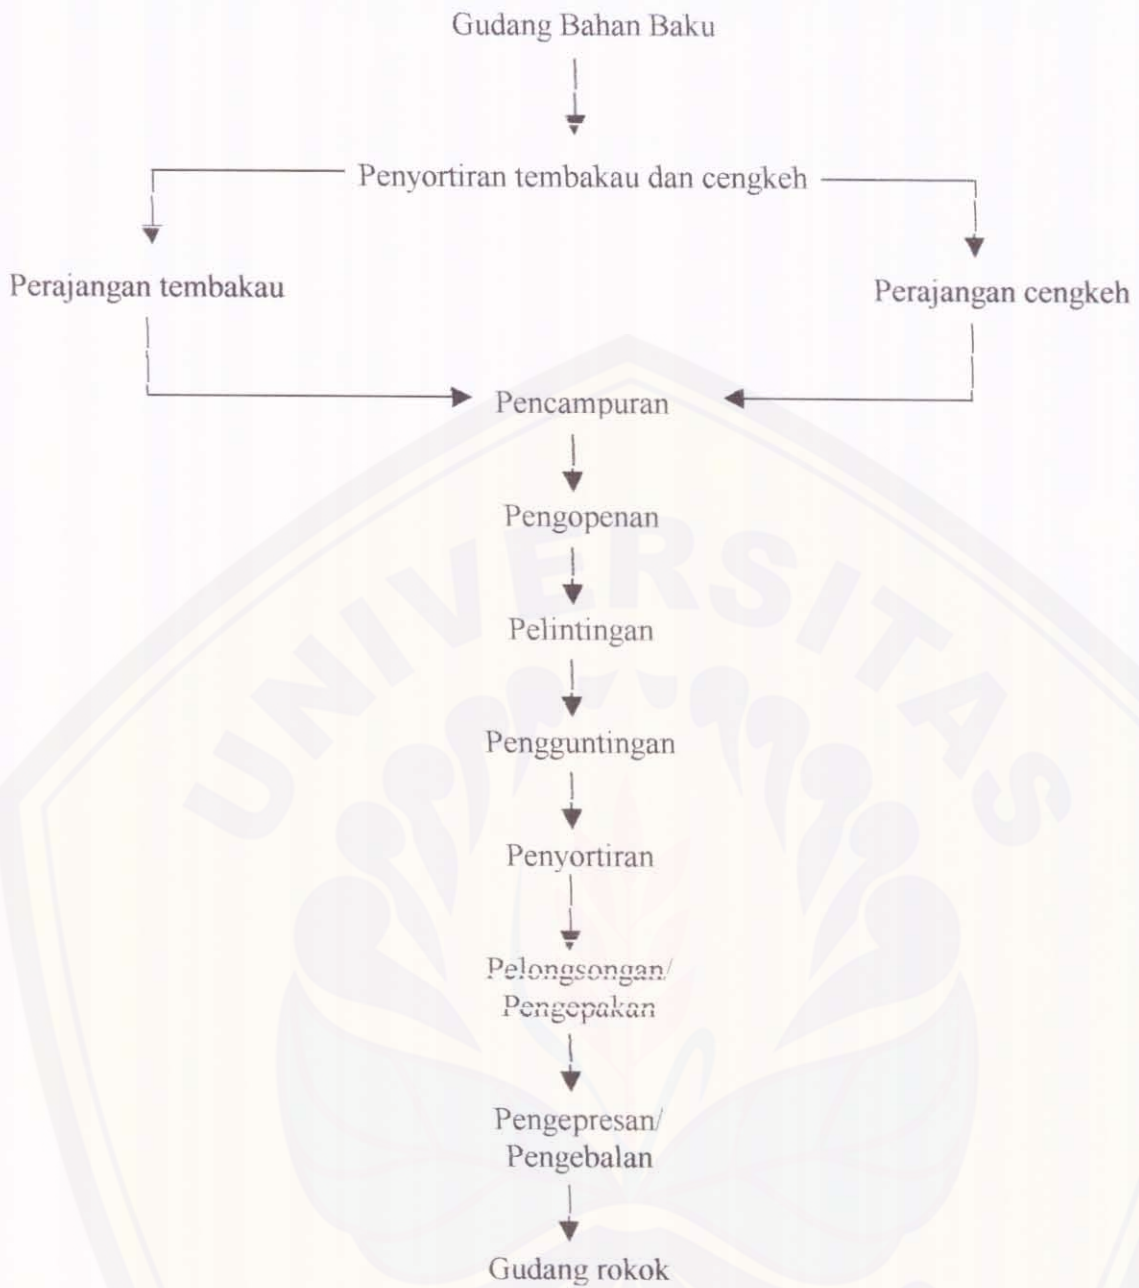 Gudang Bahan Baku
Penyortiran tembakau dan cengkeh
Perajangan tembakau
Perajangan cengkeh
Pencampuran
Pengopenan
Pelintingan
Pengguntingan
Penyortiran
Pelongsongan/
Pengepakan
Pengepresan/
Pengebalan
Gudang rokok
UNIVERSITAS